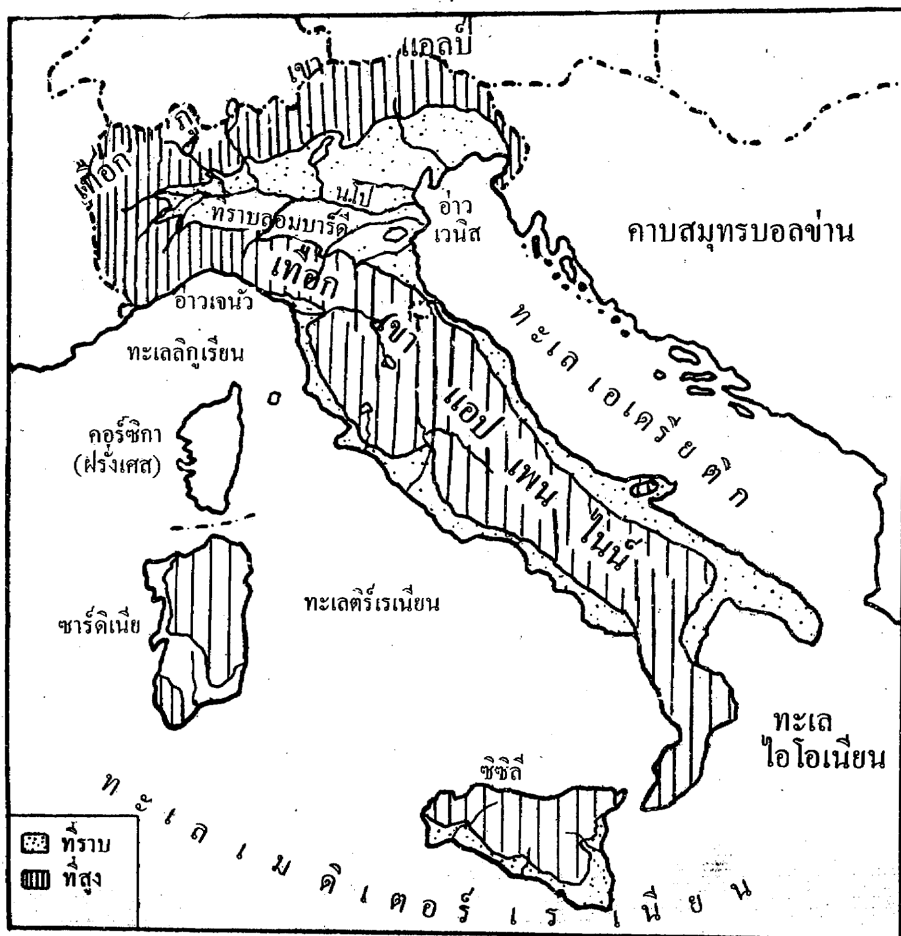 เทือก
เขา
แอลป์
น.โป
ที่ราบลอมบาร์ดี
อ่าว
เวนิส
คาบสมุทรบอลข่าน
เทือก
เขา
แอปเพนไนน์
อ่าวเจนัว
ทะเลลิกูเรียน
ทะเลเอเดรียติก
คอร์ซิกา
(ฝรั่งเศส)
ซาร์ดิเนีย
ทะเลติร์เรเนียน
ทะเล
ไอโอเนียน
ซิซิลี
ทะเลเมดิเตอร์เรเนียน
ที่ราบ
ที่สูง